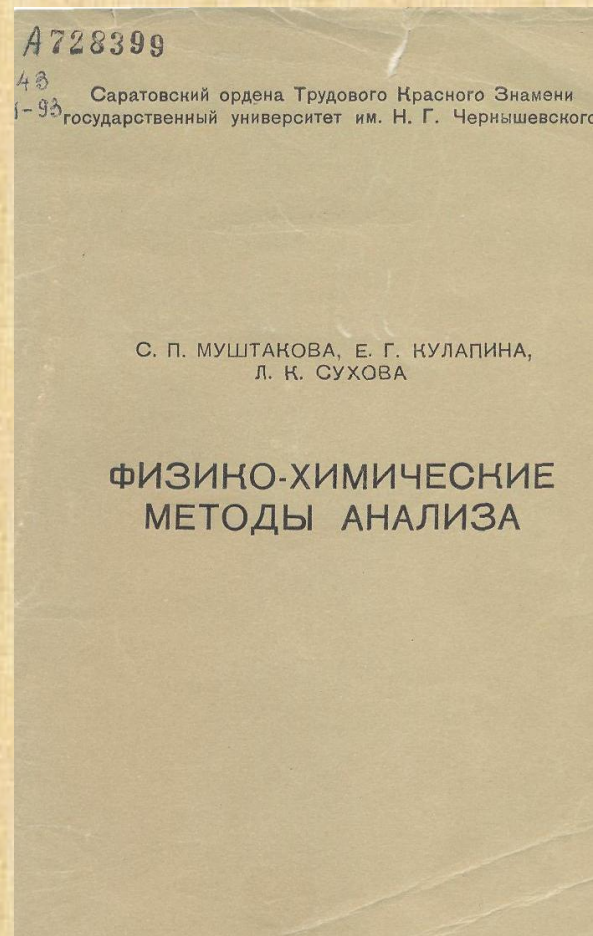 А728399
43
-93
Саратовский ордена Трудового Красного Знамени
государственный университет им. Н. Г. Чернышевского
С. П. МУШТАКОВА, Е. Г. КУЛАПИНА,
Л. К. СУХОВА
ФИЗИКО-ХИМИЧЕСКИЕ
МЕТОДЫ АНАЛИЗА